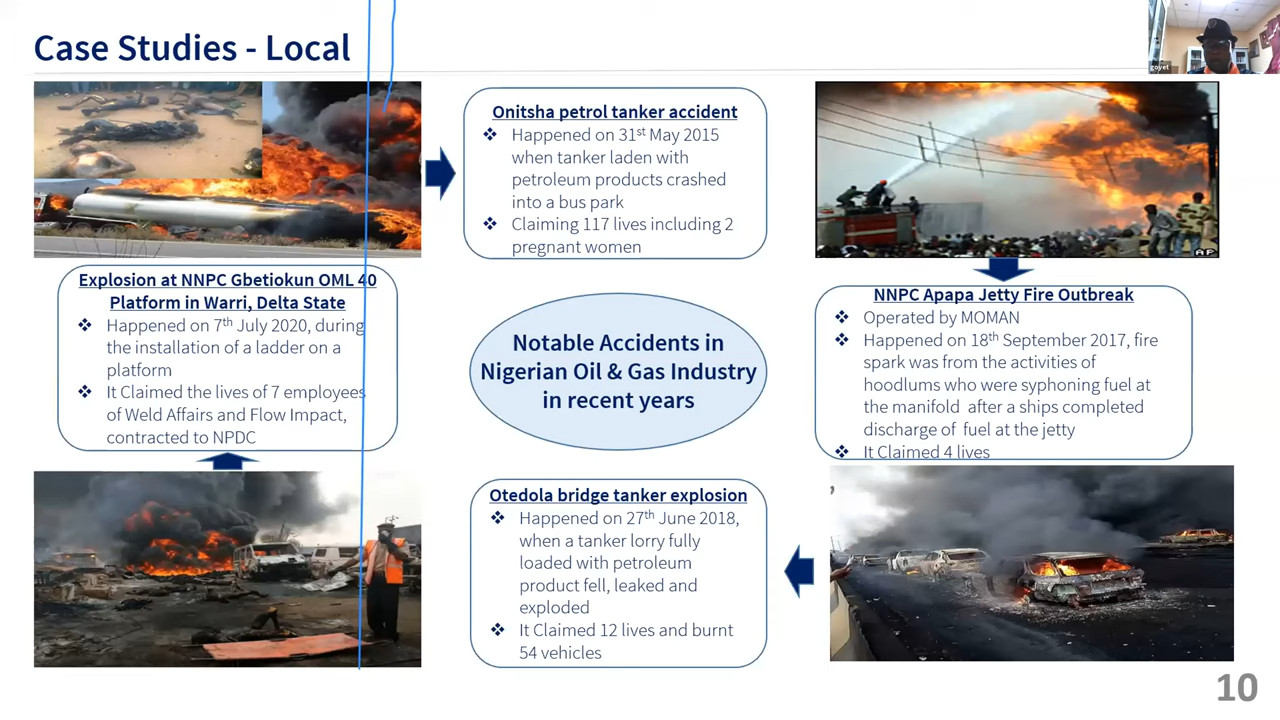 Case Studies - Local
goyet
Onitsha petrol tanker accident
❖ Happened on 31st May 2015
when tanker laden with
petroleum products crashed
into a bus park
❖ Claiming 117 lives including 2
pregnant women
AF
Explosion at NNPC Gbetiokun OML 40
Platform in Warri, Delta State
❖ Happened on 7th July 2020, during
the installation of a ladder on a
platform
❖ It Claimed the lives of 7 employees
of Weld Affairs and Flow Impact,
contracted to NPDC
Notable Accidents in
Nigerian Oil & Gas Industry
in recent years
NNPC Apapa Jetty Fire Outbreak
❖ Operated by MOMAN
❖ Happened on 18th September 2017, fire
spark was from the activities of
hoodlums who were syphoning fuel at
the manifold after a ships completed
discharge of fuel at the jetty
❖ It Claimed 4 lives
Otedola bridge tanker explosion
❖ Happened on 27th June 2018,
when a tanker lorry fully
loaded with petroleum
product fell, leaked and
exploded
❖ It Claimed 12 lives and burnt
54 vehicles
10